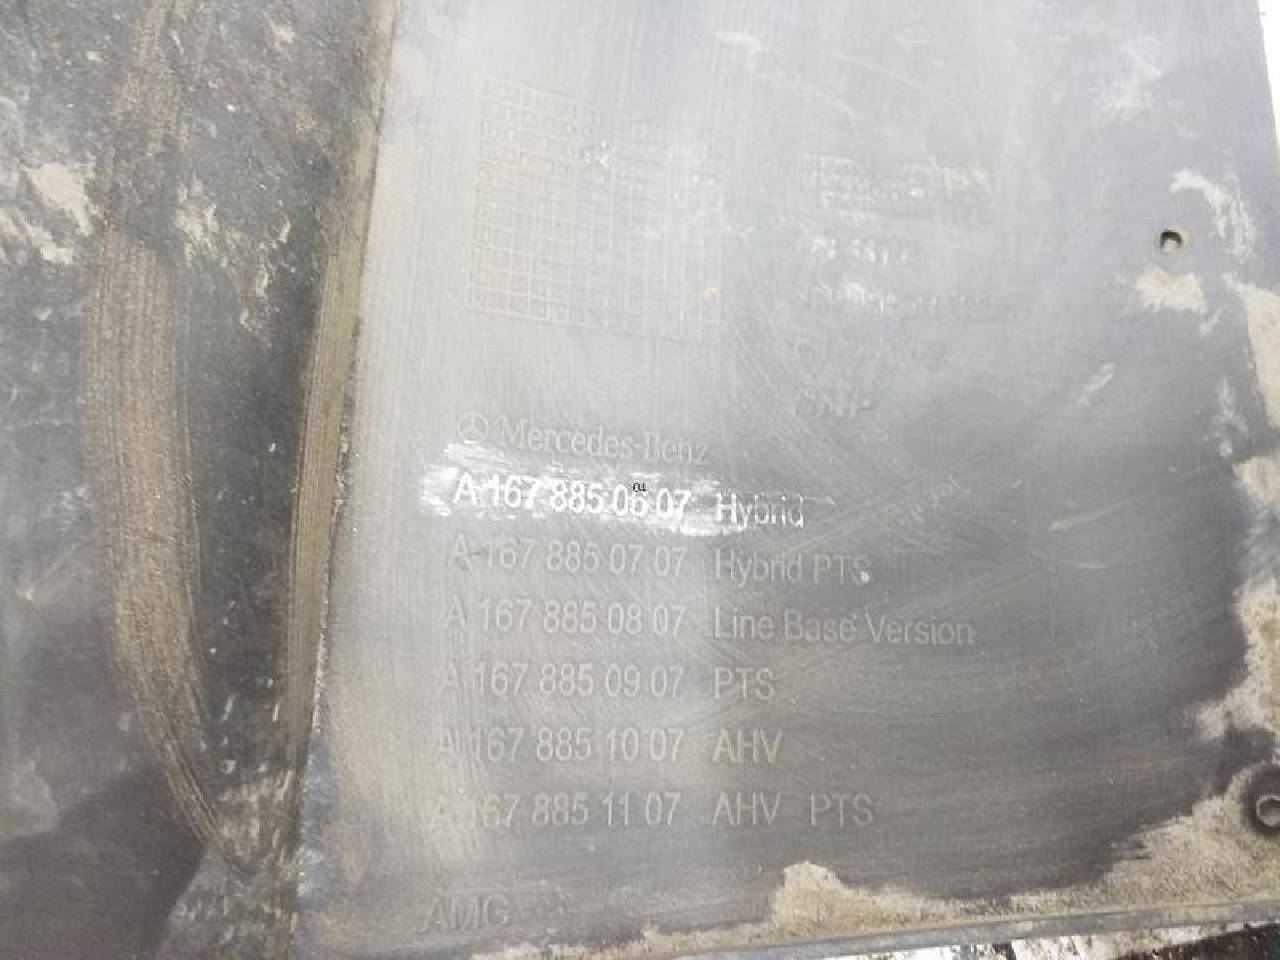 Mercedes-Benz
04
A 167 885 06 07 Hybrid
A 167 885 07 07 Hybrid PTS
A 167 885 08 07 Line Base Version
A 167 885 09 07 PTS
A 167 885 10 07 AHV
A 167 885 11 07 AHV PTS
AMG